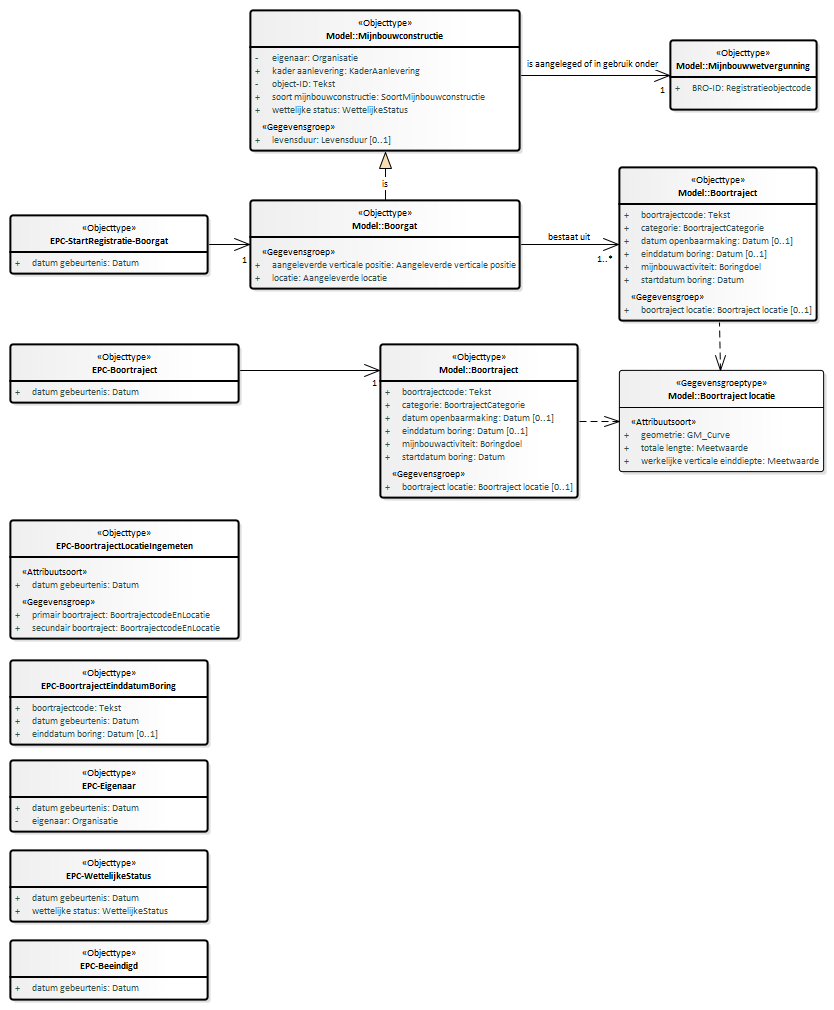 «Objecttype»
Model::Mijnbouwconstructie
- eigenaar: Organisatie
+ kader aanlevering: KaderAanlevering
- object-ID: Tekst
+ soort mijnbouwconstructie: SoortMijnbouwconstructie
+ wettelijke status: WettelijkeStatus
«Gegevensgroep»
+ levensduur: Levensduur [0..1]
is aangeleged of in gebruik onder
1
«Objecttype»
Model::Mijnbouwwetvergunning
+ BRO-ID: Registratieobjectcode
is
«Objecttype»
EPC-StartRegistratie-Boorgat
+ datum gebeurtenis: Datum
1
«Objecttype»
Model::Boorgat
«Gegevensgroep»
+ aangeleverde verticale positie: Aangeleverde verticale positie
+ locatie: Aangeleverde locatie
bestaat uit
1..*
«Objecttype»
Model::Boortraject
+ boortrajectcode: Tekst
+ categorie: BoortrajectCategorie
+ datum openbaarmaking: Datum [0..1]
+ einddatum boring: Datum [0..1]
+ mijnbouwactiviteit: Boringdoel
+ startdatum boring: Datum
«Gegevensgroep»
+ boortraject locatie: Boortraject locatie [0..1]
«Objecttype»
EPC-Boortraject
+ datum gebeurtenis: Datum
1
«Objecttype»
Model::Boortraject
+ boortrajectcode: Tekst
+ categorie: BoortrajectCategorie
+ datum openbaarmaking: Datum [0..1]
+ einddatum boring: Datum [0..1]
+ mijnbouwactiviteit: Boringdoel
+ startdatum boring: Datum
«Gegevensgroep»
+ boortraject locatie: Boortraject locatie [0..1]
«Gegevensgroeptype»
Model::Boortraject locatie
«Attribuutsoort»
+ geometrie: GM_Curve
+ totale lengte: Meetwaarde
+ werkelijke verticale einddiepte: Meetwaarde
«Objecttype»
EPC-BoortrajectLocatieIngemeten
«Attribuutsoort»
+ datum gebeurtenis: Datum
«Gegevensgroep»
+ primair boortraject: BoortrajectcodeEnLocatie
+ secundair boortraject: BoortrajectcodeEnLocatie
«Objecttype»
EPC-BoortrajectEinddatumBoring
+ boortrajectcode: Tekst
+ datum gebeurtenis: Datum
+ einddatum boring: Datum [0..1]
«Objecttype»
EPC-Eigenaar
+ datum gebeurtenis: Datum
- eigenaar: Organisatie
«Objecttype»
EPC-WettelijkeStatus
+ datum gebeurtenis: Datum
+ wettelijke status: WettelijkeStatus
«Objecttype»
EPC-Beeindigd
+ datum gebeurtenis: Datum